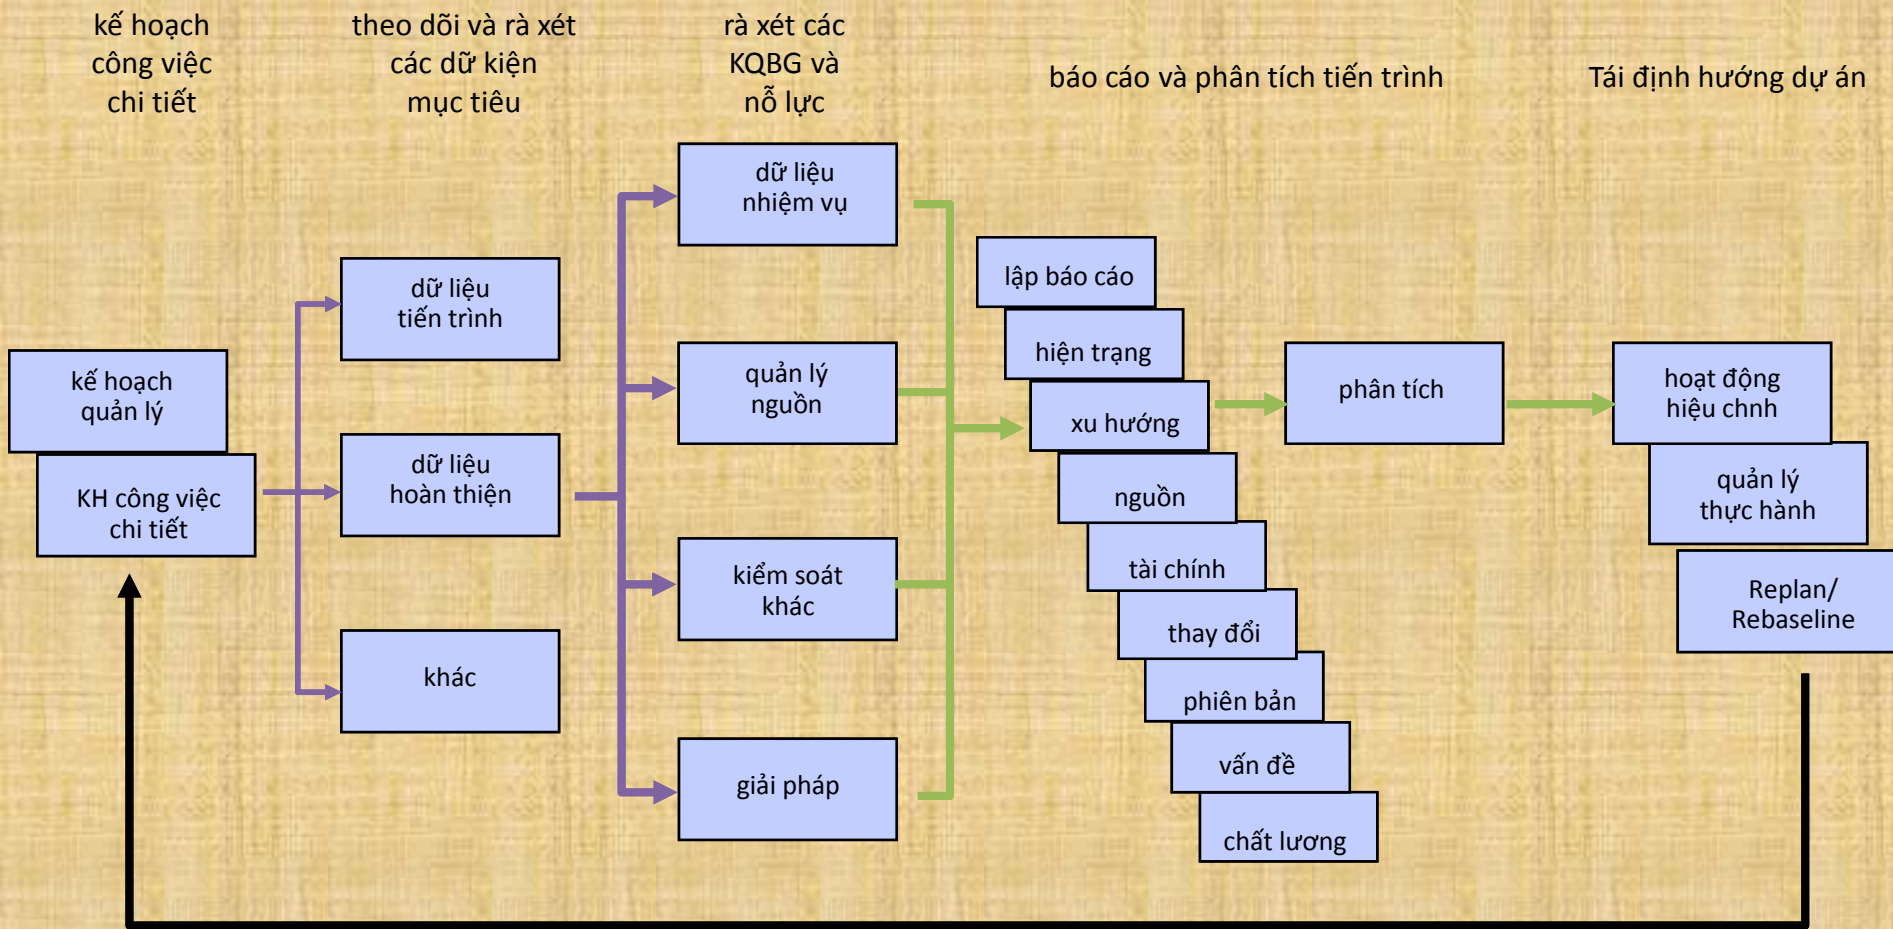 kế hoạch
công việc
chi tiết
theo dõi và rà xét
các dữ kiện
mục tiêu
rà xét các
KQBG và
nỗ lực
báo cáo và phân tích tiến trình
Tái định hướng dự án
kế hoạch
quản lý
KH công việc
chi tiết
dữ liệu
tiến trình
dữ liệu
hoàn thiện
khác
dữ liệu
nhiệm vụ
quản lý
nguồn
kiểm soát
khác
giải pháp
lập báo cáo
hiện trạng
xu hướng
nguồn
tài chính
thay đổi
phiên bản
vấn đề
chất lương
phân tích
hoạt động
hiệu chnh
quản lý
thực hành
Replan/
Rebaseline